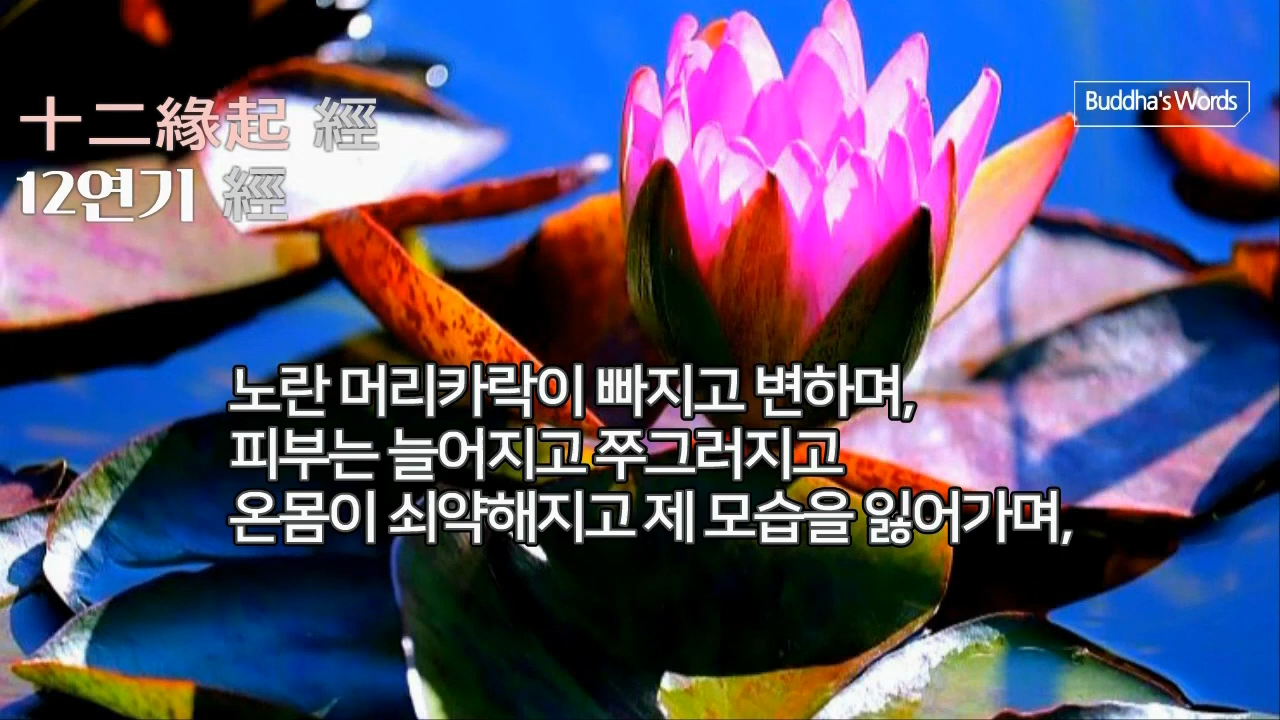 十二緣起 經
12연기 經
Buddha's Words
노란 머리카락이 빠지고 변하며,
피부는 늘어지고 쭈그러지고
온몸이 쇠약해지고 제 모습을 잃어가며,